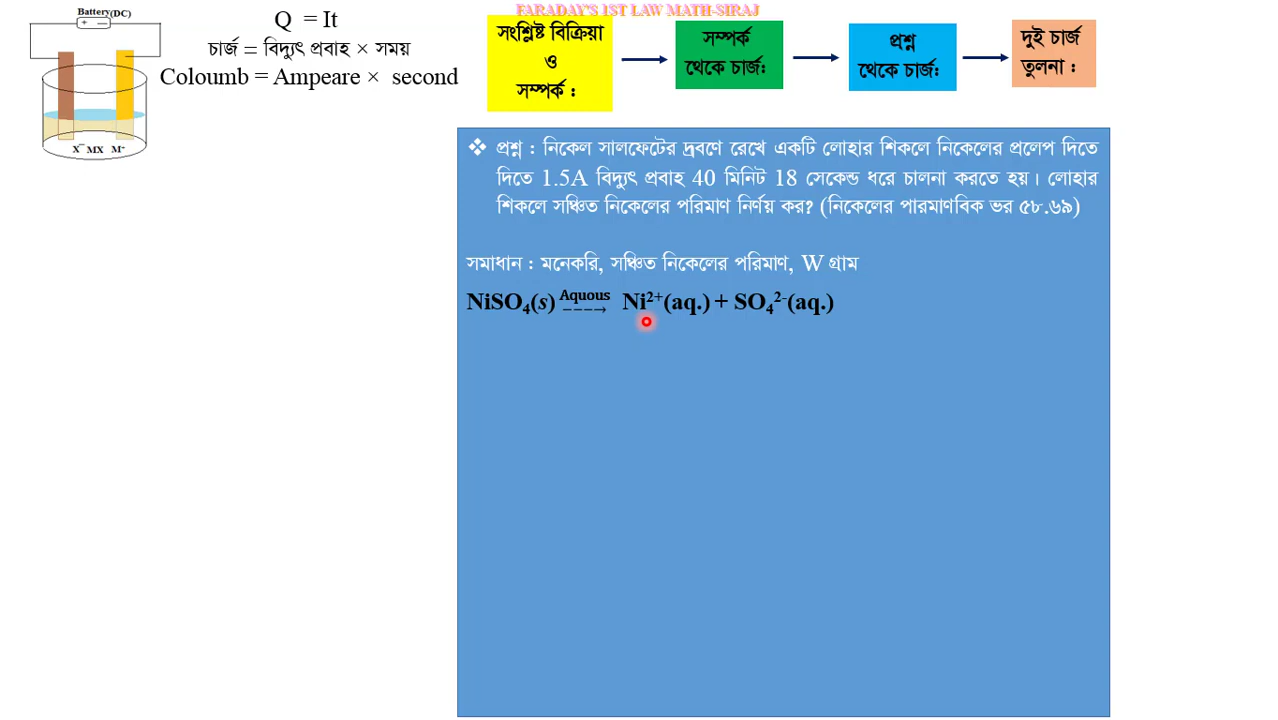 FARADAY'S 1ST LAW MATH-SIRAJ
Battery(DC)
+ −
X⁻ MX M⁺
Q = It
চার্জ = বিদ্যুৎ প্রবাহ × সময়
Coloumb = Ampeare × second
সংশ্লিষ্ট বিক্রিয়া
ও
সম্পর্ক :
সম্পর্ক
থেকে চার্জ:
প্রশ্ন
থেকে চার্জ:
দুই চার্জ
তুলনা :
❖ প্রশ্ন : নিকেল সালফেটের দ্রবণে রেখে একটি লোহার শিকলে নিকেলের প্রলেপ দিতে
দিতে 1.5A বিদ্যুৎ প্রবাহ 40 মিনিট 18 সেকেন্ড ধরে চালনা করতে হয়। লোহার
শিকলে সঞ্চিত নিকেলের পরিমাণ নির্ণয় কর? (নিকেলের পারমাণবিক ভর ৫৮.৬৯)
সমাধান : মনেকরি, সঞ্চিত নিকেলের পরিমাণ, W গ্রাম
NiSO₄(s) Aquous ----→ Ni²⁺(aq.) + SO₄²⁻(aq.)